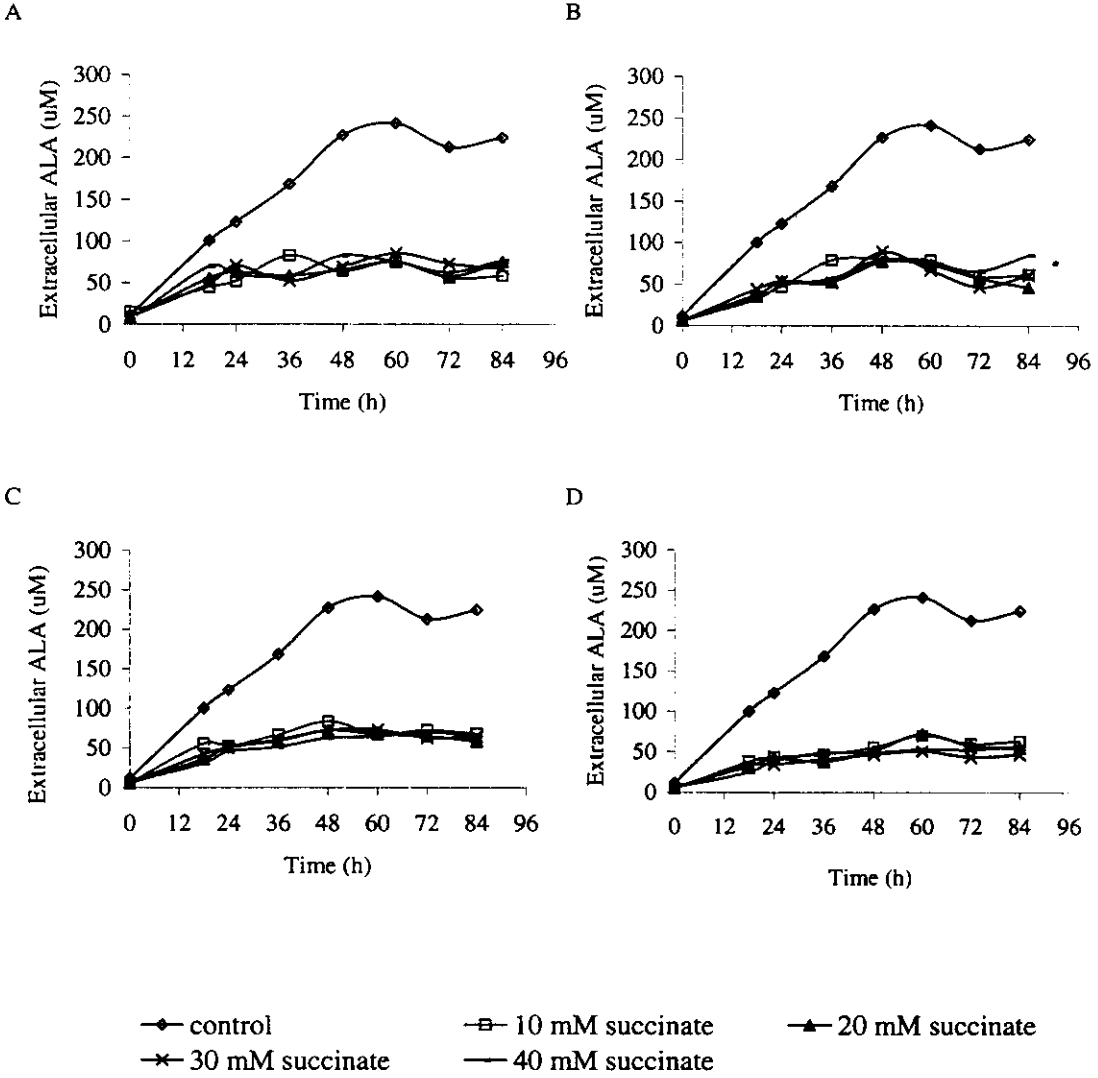 A
B
Extracellular ALA (uM)
300
250
200
150
100
50
0
0 12 24 36 48 60 72 84 96
Time (h)
Extracellular ALA (uM)
300
250
200
150
100
50
0
0 12 24 36 48 60 72 84 96
Time (h)
C
D
Extracellular ALA (uM)
300
250
200
150
100
50
0
0 12 24 36 48 60 72 84 96
Time (h)
Extracellular ALA (uM)
300
250
200
150
100
50
0
0 12 24 36 48 60 72 84 96
Time (h)
control 10 mM succinate 20 mM succinate
30 mM succinate 40 mM succinate